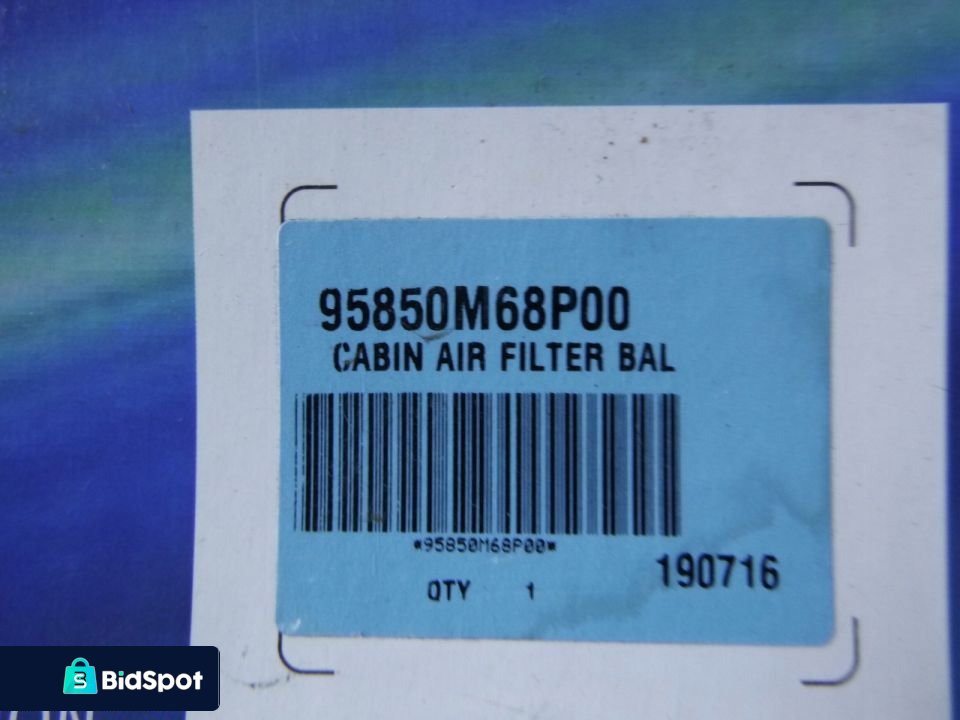 95850M68P00
CABIN AIR FILTER BAL
*95850M68P00*
QTY 1
190716
BidSpot